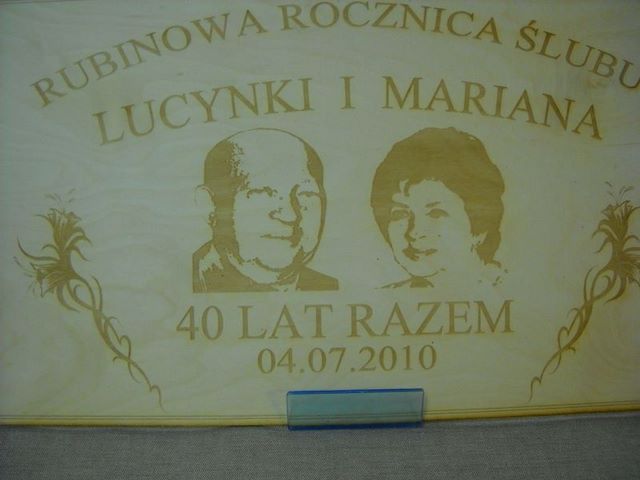 RUBINOWA ROCZNICA ŚLUBU
LUCYNKI I MARIANA
40 LAT RAZEM
04.07.2010